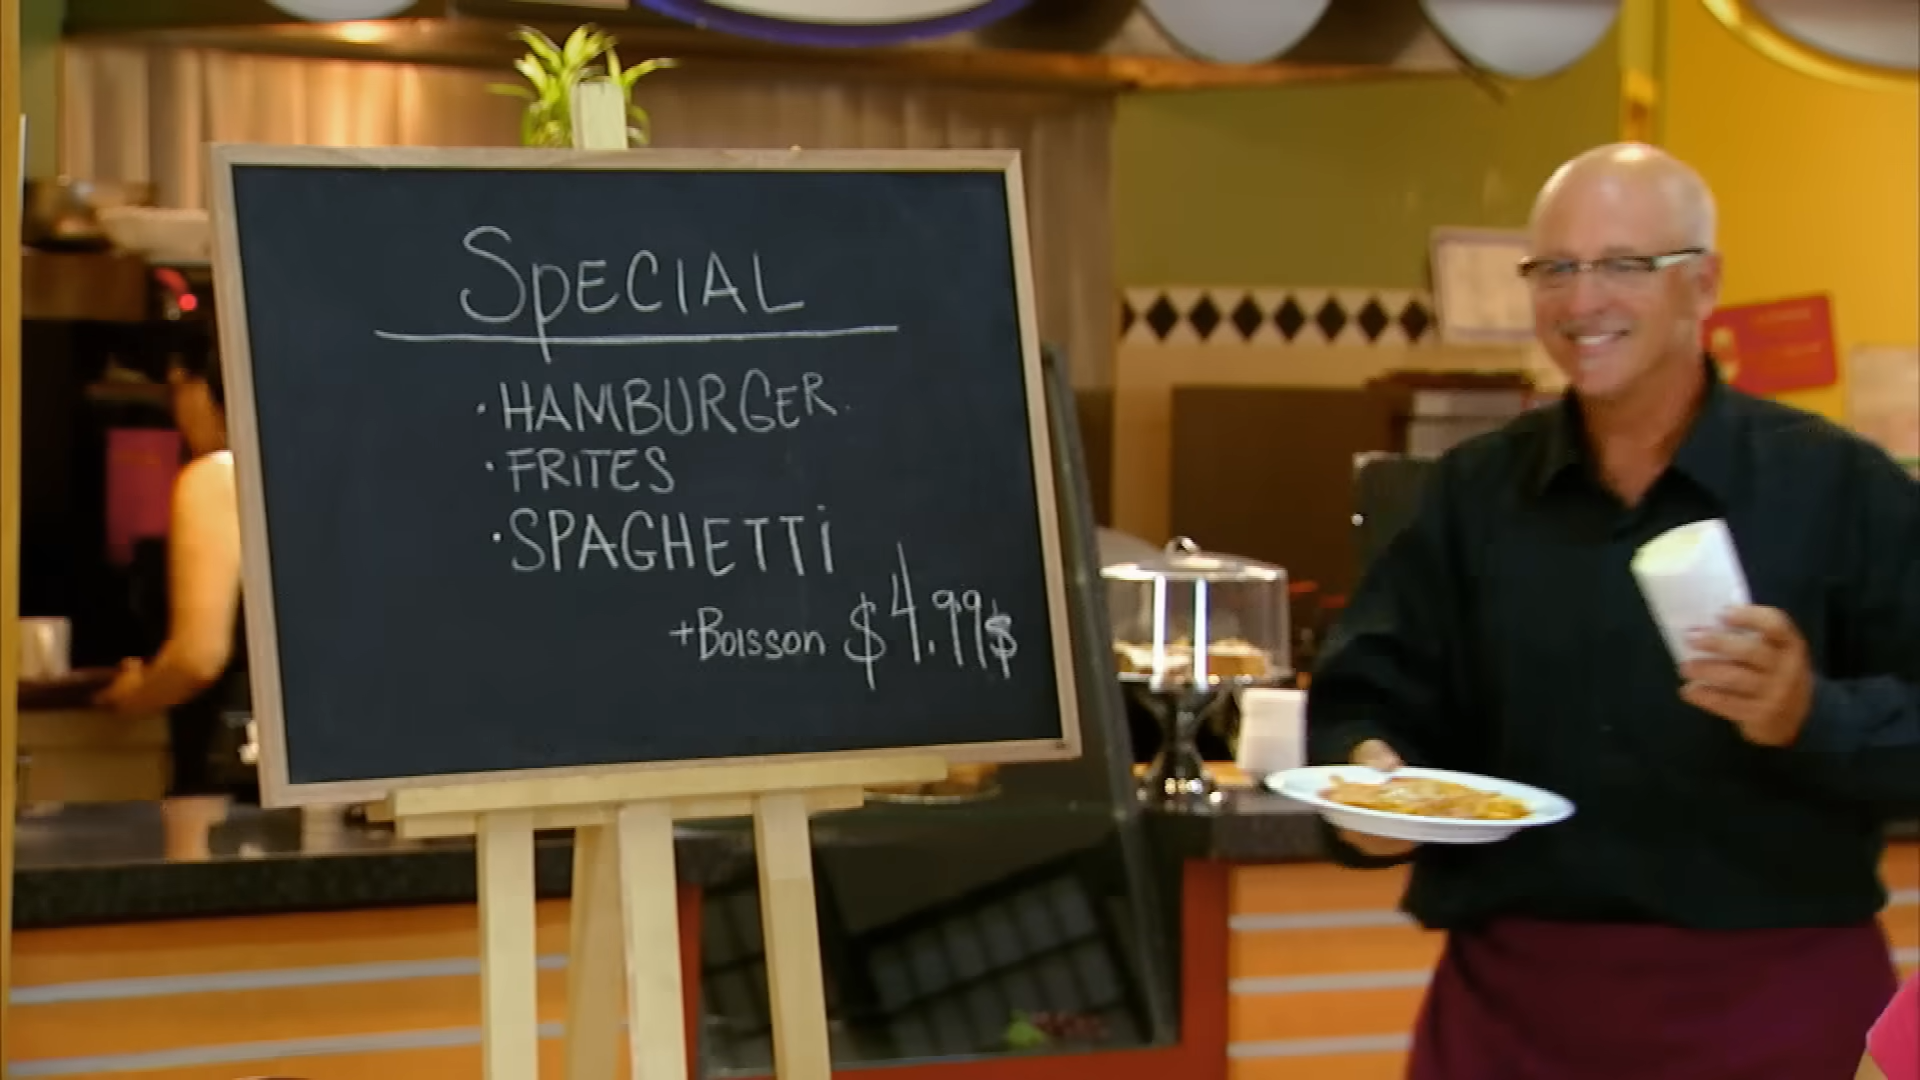 SpECIAL
· HAMBURGER.
· FRITES
· SPAGHETTi
+Boisson $4.99$